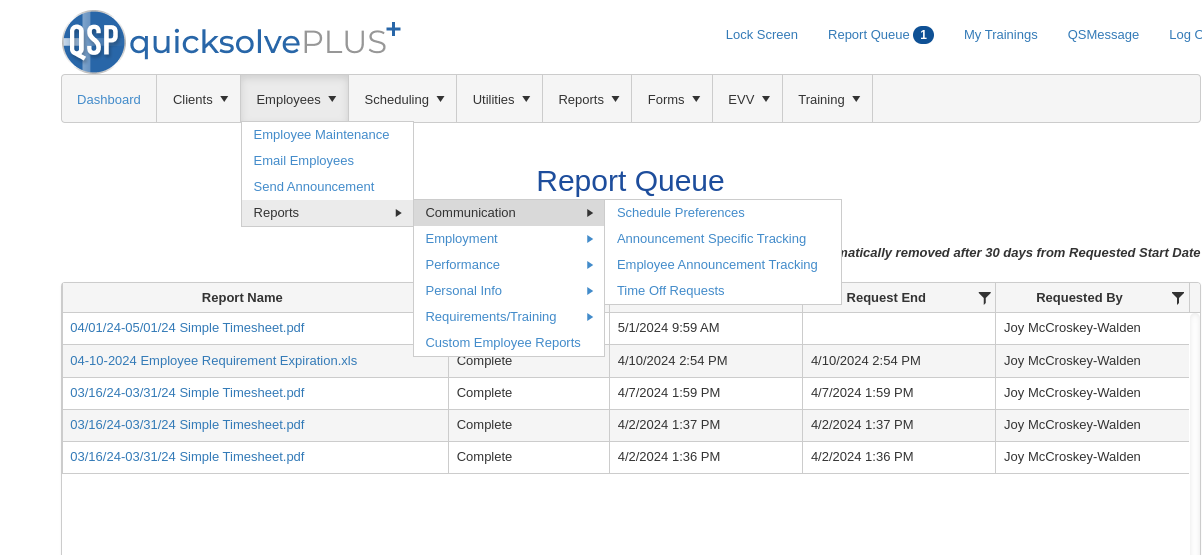 QSP quicksolvePLUS+
Lock Screen Report Queue 1 My Trainings QSMessage Log
Dashboard Clients Employees Scheduling Utilities Reports Forms EVV Training
Employee Maintenance
Email Employees
Send Announcement
Reports
Report Queue
Communication
Employment
Performance
Personal Info
Requirements/Training
Custom Employee Reports
Schedule Preferences
Announcement Specific Tracking
Employee Announcement Tracking
Time Off Requests
matically removed after 30 days from Requested Start Date
Report Name Request End Requested By
04/01/24-05/01/24 Simple Timesheet.pdf 5/1/2024 9:59 AM Joy McCroskey-Walden
04-10-2024 Employee Requirement Expiration.xls Complete 4/10/2024 2:54 PM 4/10/2024 2:54 PM Joy McCroskey-Walden
03/16/24-03/31/24 Simple Timesheet.pdf Complete 4/7/2024 1:59 PM 4/7/2024 1:59 PM Joy McCroskey-Walden
03/16/24-03/31/24 Simple Timesheet.pdf Complete 4/2/2024 1:37 PM 4/2/2024 1:37 PM Joy McCroskey-Walden
03/16/24-03/31/24 Simple Timesheet.pdf Complete 4/2/2024 1:36 PM 4/2/2024 1:36 PM Joy McCroskey-Walden